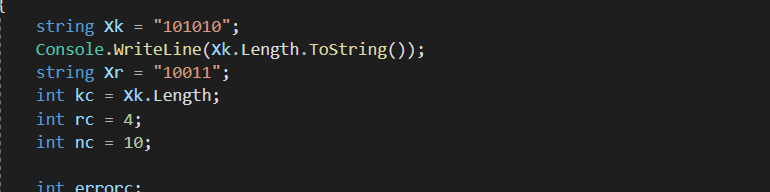 {
string Xk = "101010";
Console.WriteLine(Xk.Length.ToString());
string Xr = "10011";
int kc = Xk.Length;
int rc = 4;
int nc = 10;
int errorc;